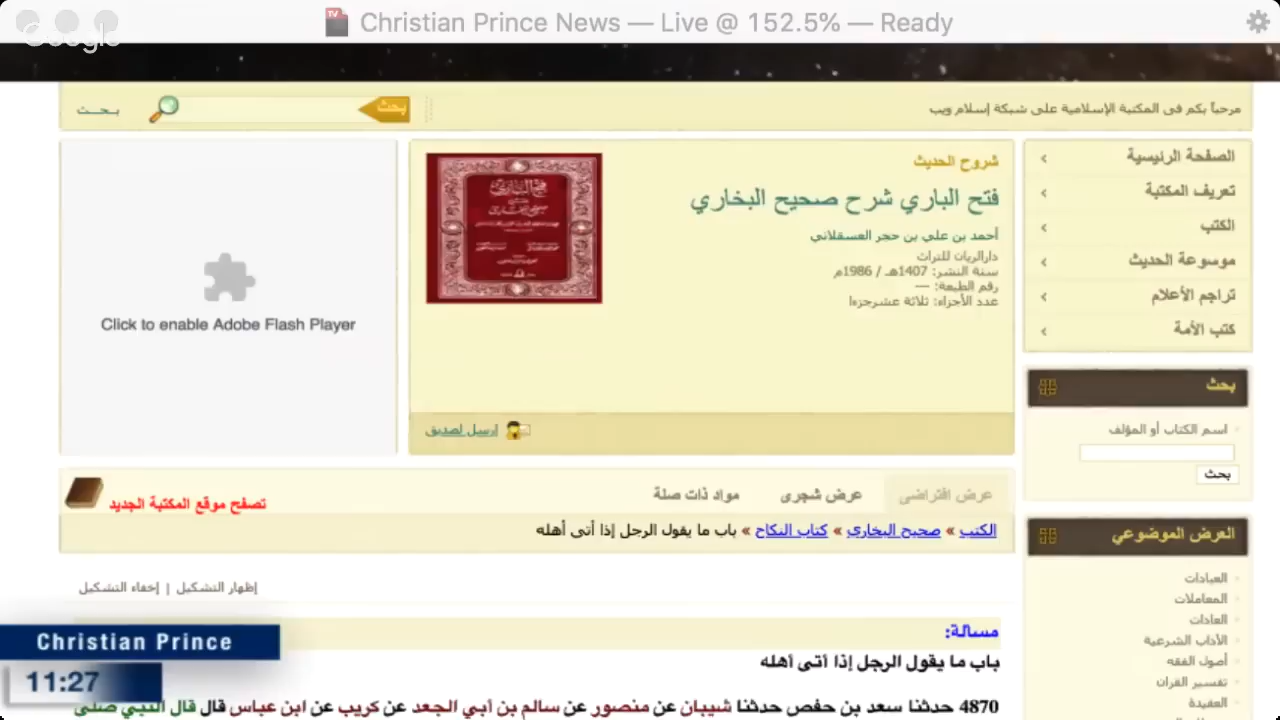 Christian Prince News — Live @ 152.5% — Ready
Google
مرحباً بكم فى المكتبة الإسلامية على شبكة إسلام ويب
بحث
بـحــث
الصفحة الرئيسية
تعريف المكتبة
الكتب
موسوعة الحديث
تراجم الأعلام
كتب الأمة
شروح الحديث
فتح الباري شرح صحيح البخاري
أحمد بن علي بن حجر العسقلاني
دارالريان للتراث
سنة النشر: 1407هـ / 1986م
رقم الطبعة: ---
عدد الأجزاء: ثلاثة عشرجزءا
فتح الباري
Click to enable Adobe Flash Player
ارسل لصديق
بحث
اسم الكتاب أو المؤلف
بحث
عرض افتراضى
عرض شجرى
مواد ذات صلة
تصفح موقع المكتبة الجديد
الكتب » صحيح البخاري » كتاب النكاح » باب ما يقول الرجل إذا أتى أهله
إظهار التشكيل | إخفاء التشكيل
العرض الموضوعي
العبادات
المعاملات
العادات
الآداب الشرعية
أصول الفقه
تفسير القران
العقيدة
مسألة:
باب ما يقول الرجل إذا أتى أهله
4870 حدثنا سعد بن حفص حدثنا شيبان عن منصور عن سالم بن أبي الجعد عن كريب عن ابن عباس قال قال النبي صلى
Christian Prince
11:27